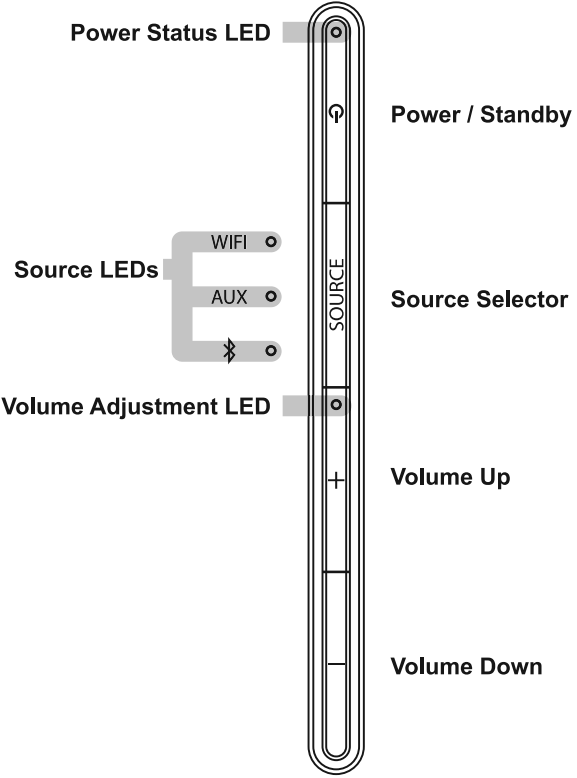 Power Status LED
Power / Standby
WIFI
Source LEDs
AUX
SOURCE
Source Selector
Volume Adjustment LED
+
Volume Up
−
Volume Down